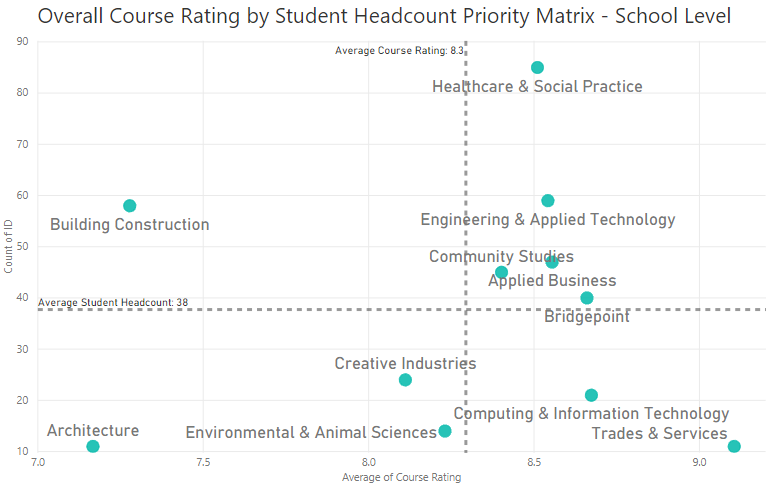 Overall Course Rating by Student Headcount Priority Matrix - School Level
90
Average Course Rating: 8.3
Healthcare & Social Practice
80
70
60
Building Construction
Engineering & Applied Technology
50
Community Studies
Applied Business
40
Average Student Headcount: 38
Bridgepoint
30
Creative Industries
20
Computing & Information Technology
Architecture
Environmental & Animal Sciences
Trades & Services
10
7.0
7.5
8.0
8.5
9.0
Average of Course Rating
Count of ID